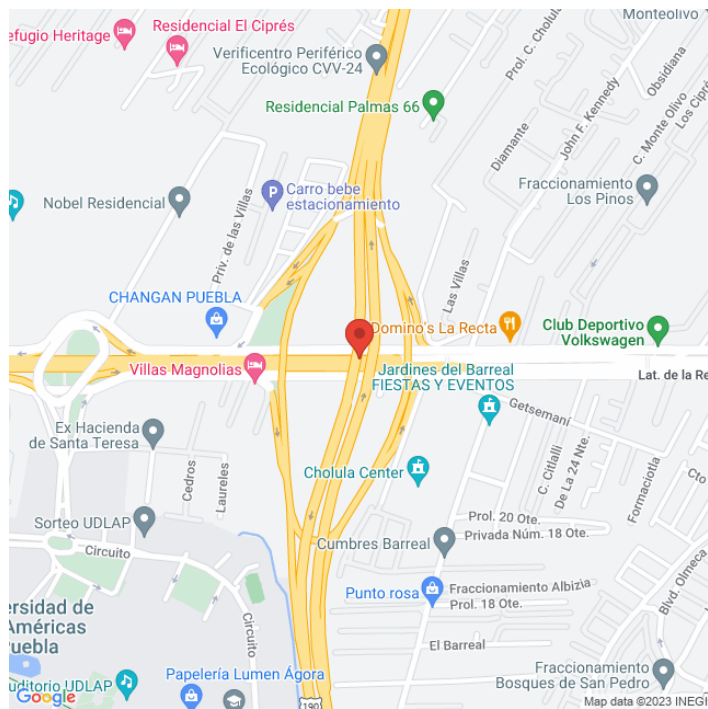 Monteolivo
Residencial El Ciprés
efugio Heritage
Prol. C. Cholula
Verificentro Periférico
Ecológico CVV-24
Obsidiana
Residencial Palmas 66
John F. Kennedy
C. Monte Olivo
Los Cipré
Diamante
Nobel Residencial
Carro bebe
estacionamiento
Fraccionamiento
Los Pinos
Priv. de las Villas
Las Villas
CHANGAN PUEBLA
Domino's La Recta
Club Deportivo
Volkswagen
Villas Magnolias
Jardines del Barreal
FIESTAS Y EVENTOS
Lat. de la Re
Getsemaní
Ex Hacienda
de Santa Teresa
C. Citlalli
De La 24 Nte.
Formaciotla
Cto
Cedros
Laureles
Cholula Center
Sorteo UDLAP
Prol. 20 Ote.
Privada Núm. 18 Ote.
Circuito
Cumbres Barreal
Blvd. Olmeca
Punto rosa
Fraccionamiento Albizia
Prol. 18 Ote.
ersidad de
Américas
Puebla
Circuito
El Barreal
Papelería Lumen Ágora
Fraccionamiento
Bosques de San Pedro
uditorio UDLAP
Google
190
Map data ©2023 INEGI